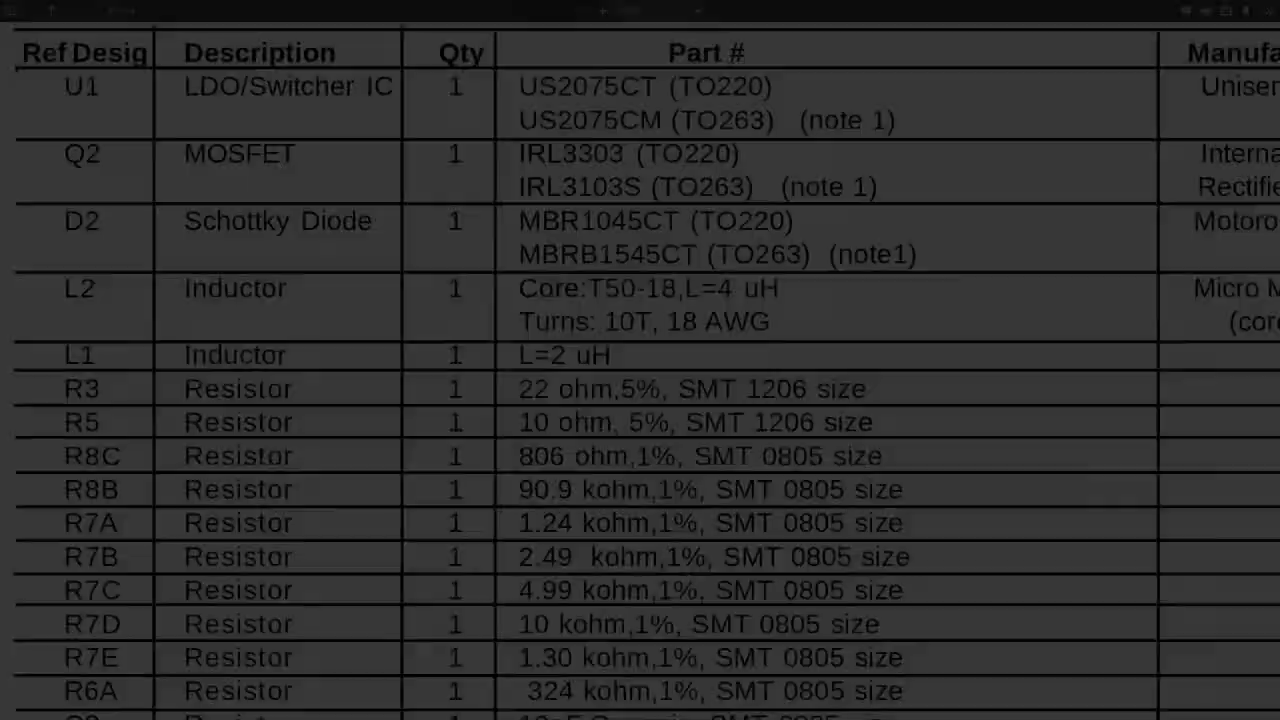 Ref Desig Description Qty Part # Manufa
U1 LDO/Switcher IC 1 US2075CT (TO220) Uniser
US2075CM (TO263) (note 1)
Q2 MOSFET 1 IRL3303 (TO220) Interna
IRL3103S (TO263) (note 1) Rectifie
D2 Schottky Diode 1 MBR1045CT (TO220) Motoro
MBRB1545CT (TO263) (note1)
L2 Inductor 1 Core:T50-18,L=4 uH Micro M
Turns: 10T, 18 AWG (core
L1 Inductor 1 L=2 uH
R3 Resistor 1 22 ohm,5%, SMT 1206 size
R5 Resistor 1 10 ohm, 5%, SMT 1206 size
R8C Resistor 1 806 ohm,1%, SMT 0805 size
R8B Resistor 1 90.9 kohm,1%, SMT 0805 size
R7A Resistor 1 1.24 kohm,1%, SMT 0805 size
R7B Resistor 1 2.49 kohm,1%, SMT 0805 size
R7C Resistor 1 4.99 kohm,1%, SMT 0805 size
R7D Resistor 1 10 kohm,1%, SMT 0805 size
R7E Resistor 1 1.30 kohm,1%, SMT 0805 size
R6A Resistor 1 324 kohm,1%, SMT 0805 size